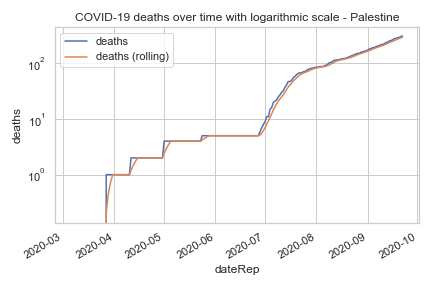 COVID-19 deaths over time with logarithmic scale - Palestine
deaths
deaths (rolling)
10²
10¹
10⁰
deaths
2020-03
2020-04
2020-05
2020-06
2020-07
2020-08
2020-09
2020-10
dateRep